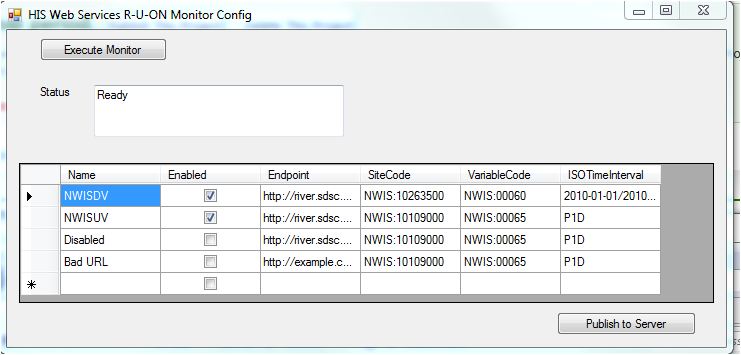 HIS Web Services R-U-ON Monitor Config
Execute Monitor
Status
Ready
Name Enabled Endpoint SiteCode VariableCode ISOTimeInterval
NWISDV http://river.sdsc.... NWIS:10263500 NWIS:00060 2010-01-01/2010...
NWISUV http://river.sdsc.... NWIS:10109000 NWIS:00065 P1D
Disabled http://river.sdsc.... NWIS:10109000 NWIS:00065 P1D
Bad URL http://example.c... NWIS:10109000 NWIS:00065 P1D
Publish to Server